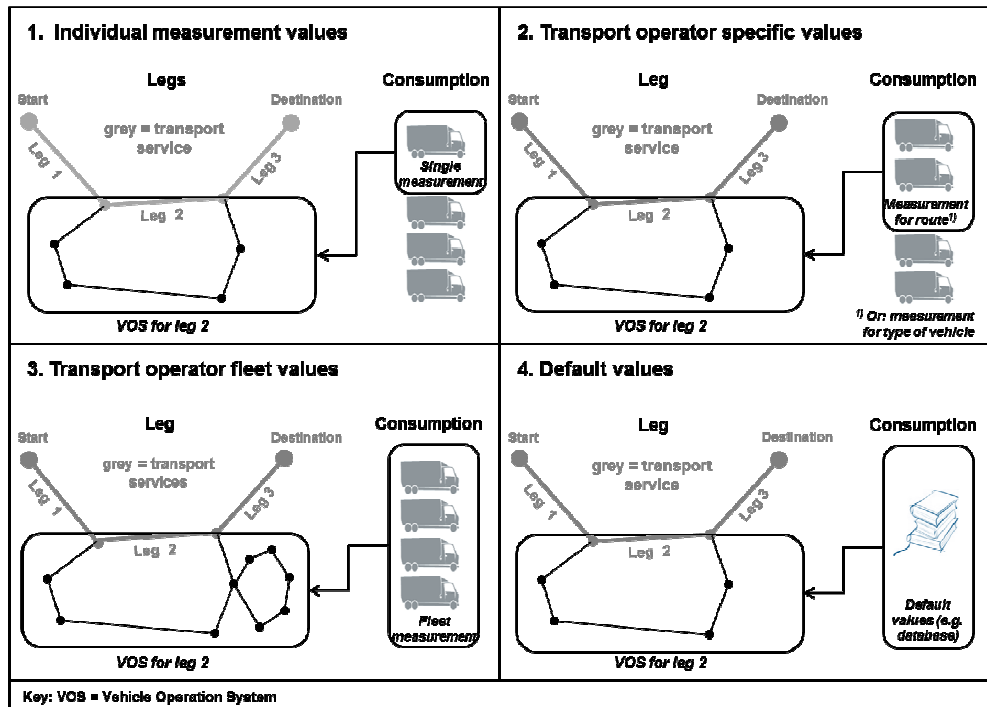 1. Individual measurement values
Legs
Consumption
Start
Destination
grey = transport
service
Leg 1
Leg 3
Leg 2
Single
measurement
VOS for leg 2
2. Transport operator specific values
Leg
Consumption
Start
Destination
grey = transport
service
Leg 1
Leg 3
Leg 2
Measurement
for route¹⁾
VOS for leg 2
¹⁾ Or: measurement
for type of vehicle
3. Transport operator fleet values
Leg
Consumption
Start
Destination
grey = transport
services
Leg 1
Leg 3
Leg 2
Fleet
measurement
VOS for leg 2
4. Default values
Leg
Consumption
Start
Destination
grey = transport
service
Leg 1
Leg 3
Leg 2
Default
values (e.g.
database)
VOS for leg 2
Key: VOS = Vehicle Operation System